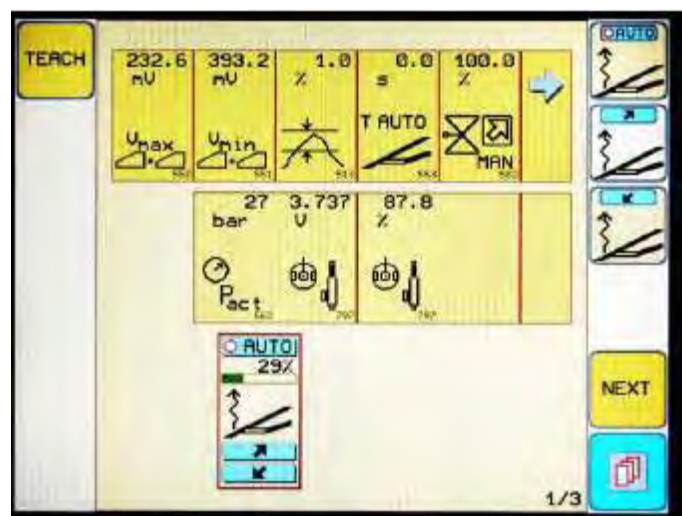 TEACH
232.6 393.2 1.0 0.0 100.0
mV mV % s %
T AUTO
Vmax Vmin MAN
27 3.737 87.8
bar V %
Pact
AUTO
29%
AUTO
NEXT
1/3